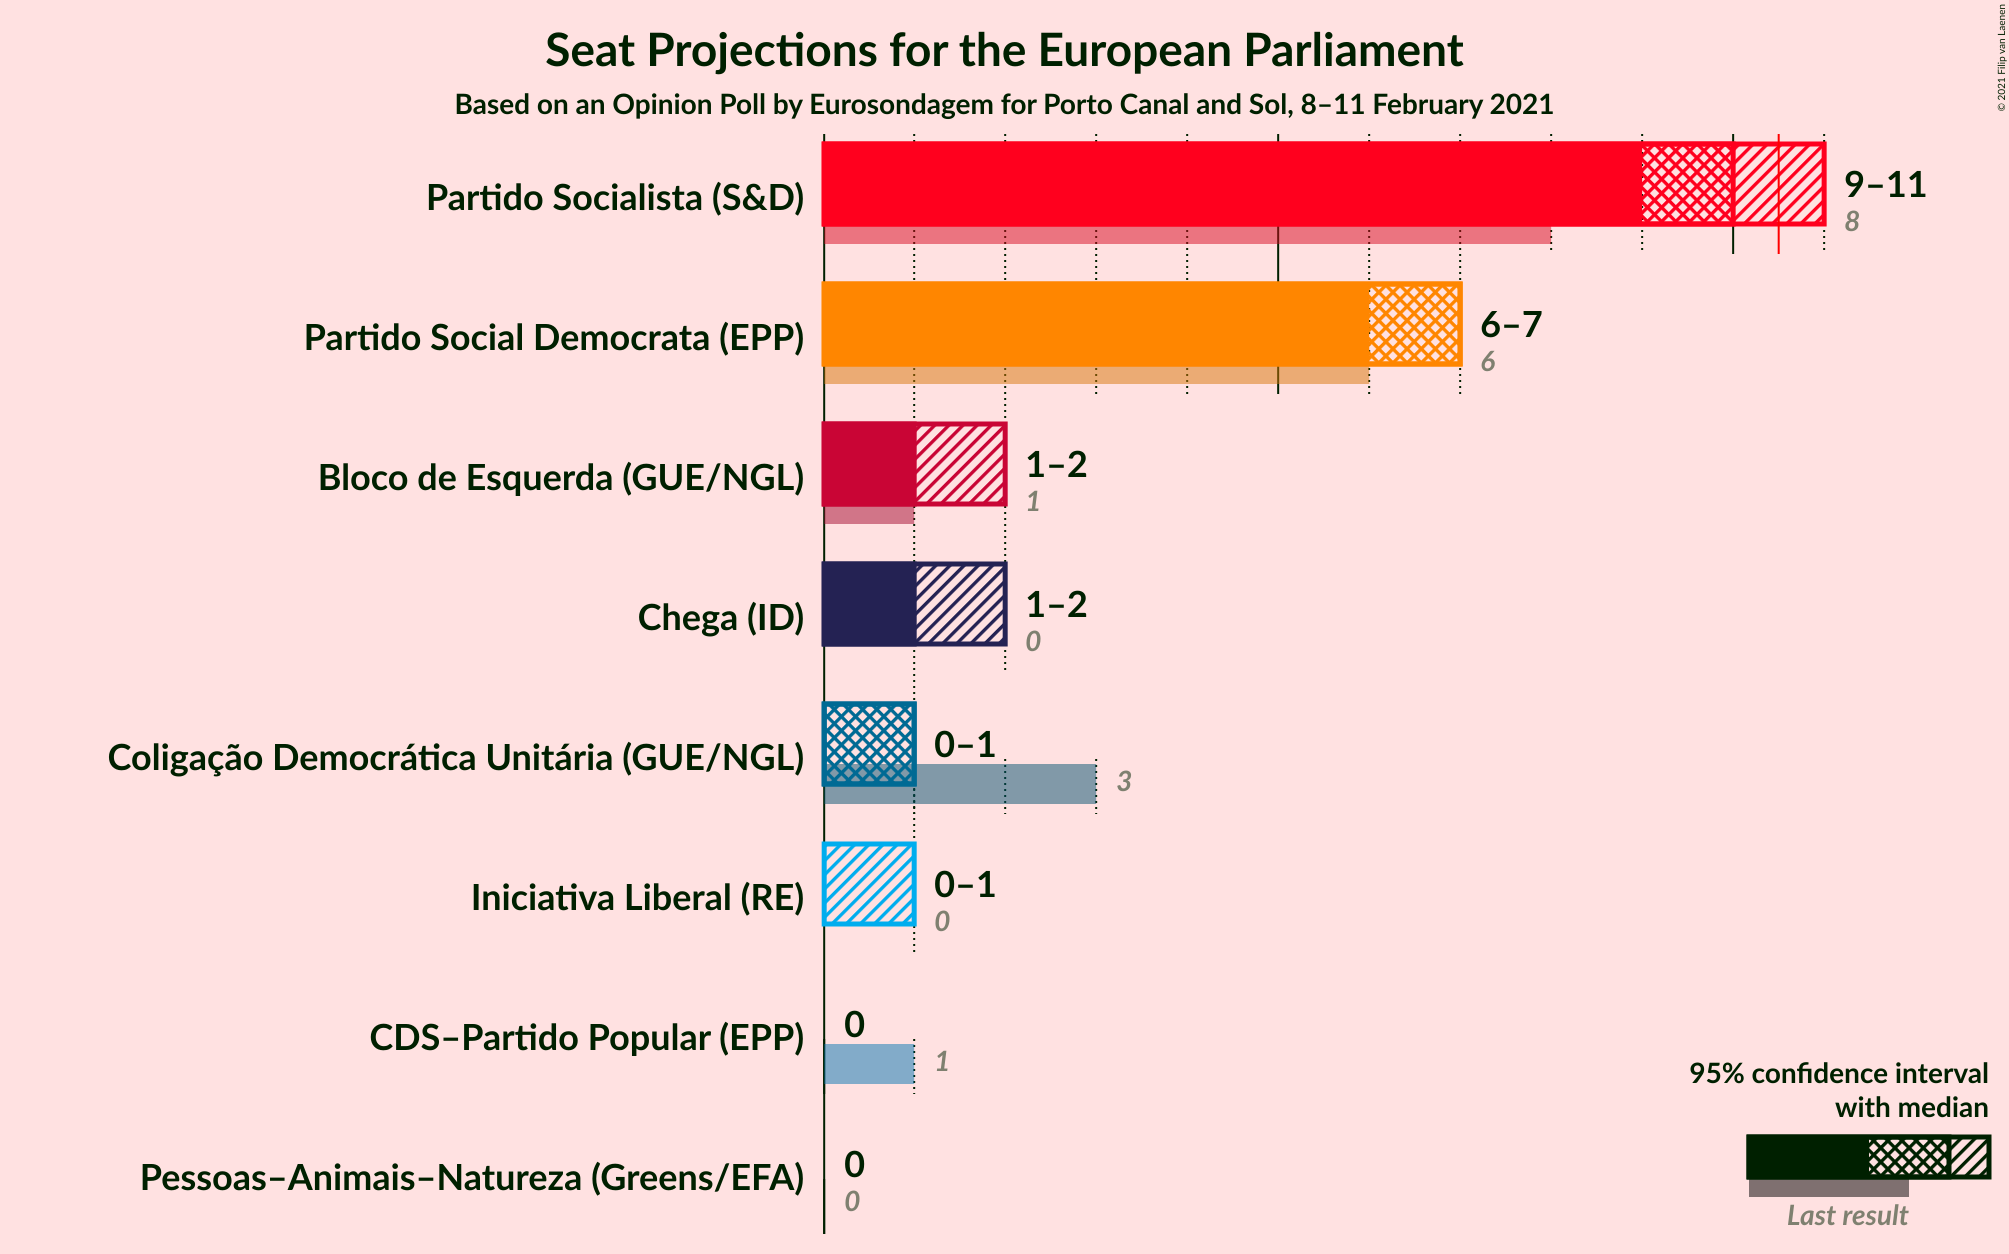 Seat Projections for the European Parliament
Based on an Opinion Poll by Eurosondagem for Porto Canal and Sol, 8–11 February 2021
© 2021 Filip van Laenen
Partido Socialista (S&D)
9–11
8
Partido Social Democrata (EPP)
6–7
6
Bloco de Esquerda (GUE/NGL)
1–2
1
Chega (ID)
1–2
0
Coligação Democrática Unitária (GUE/NGL)
0–1
3
Iniciativa Liberal (RE)
0–1
0
CDS–Partido Popular (EPP)
0
1
Pessoas–Animais–Natureza (Greens/EFA)
0
0
95% confidence interval
with median
Last result